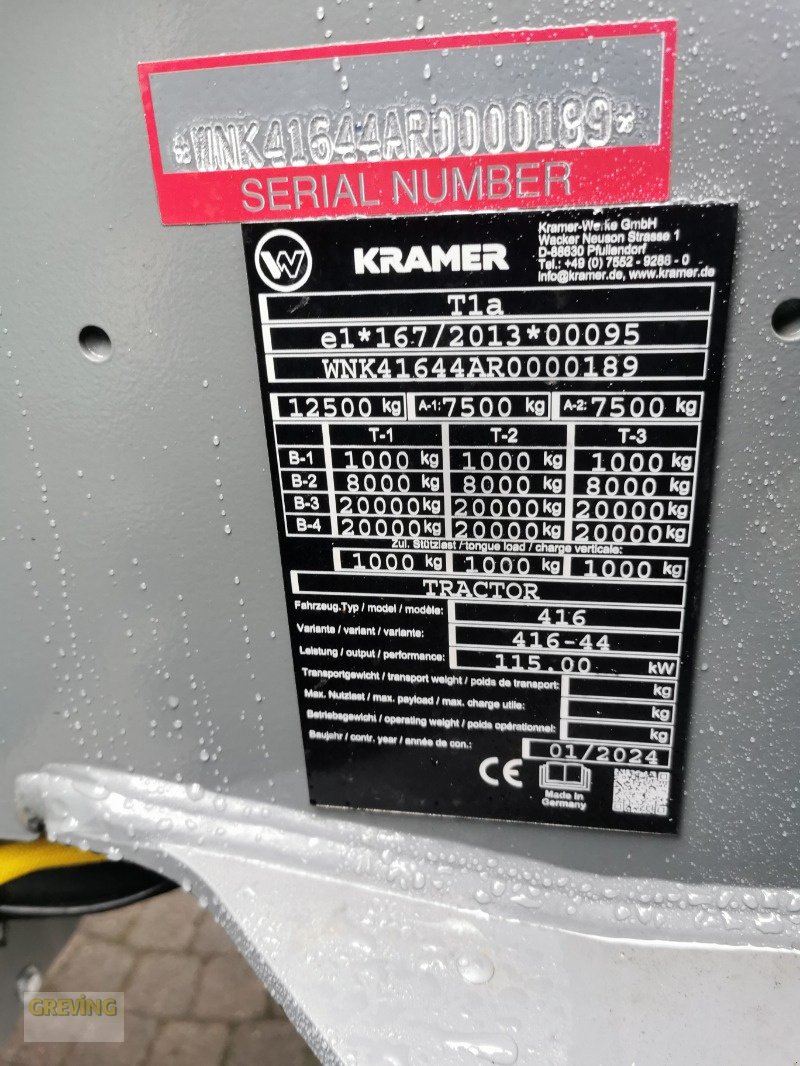 *WNK41644AR0000189*
SERIAL NUMBER
KRAMER
Kramer-Werke GmbH
Wacker Neuson Strasse 1
D-88630 Pfullendorf
Tel.: +49 (0) 7552 - 9288 - 0
info@kramer.de, www.kramer.de
T1a
e1*167/2013*00095
WNK41644AR0000189
12500 kg A-1: 7500 kg A-2: 7500 kg
T-1 T-2 T-3
B-1 1000 kg 1000 kg 1000 kg
B-2 8000 kg 8000 kg 8000 kg
B-3 20000 kg 20000 kg 20000 kg
B-4 20000 kg 20000 kg 20000 kg
Zul. Stützlast / tongue load / charge verticale:
1000 kg 1000 kg 1000 kg
TRACTOR
Fahrzeug.Typ / model / modèle: 416
Variante / variant / variante: 416-44
Leistung / output / performance: 115.00 kW
Transportgewicht / transport weight / poids de transport: kg
Max. Nutzlast / max. payload / max. charge utile: kg
Betriebsgewicht / operating weight / poids opérationnel: kg
Baujahr / contr. year / année de con.: 01/2024
CE
Made in
Germany
GREVING